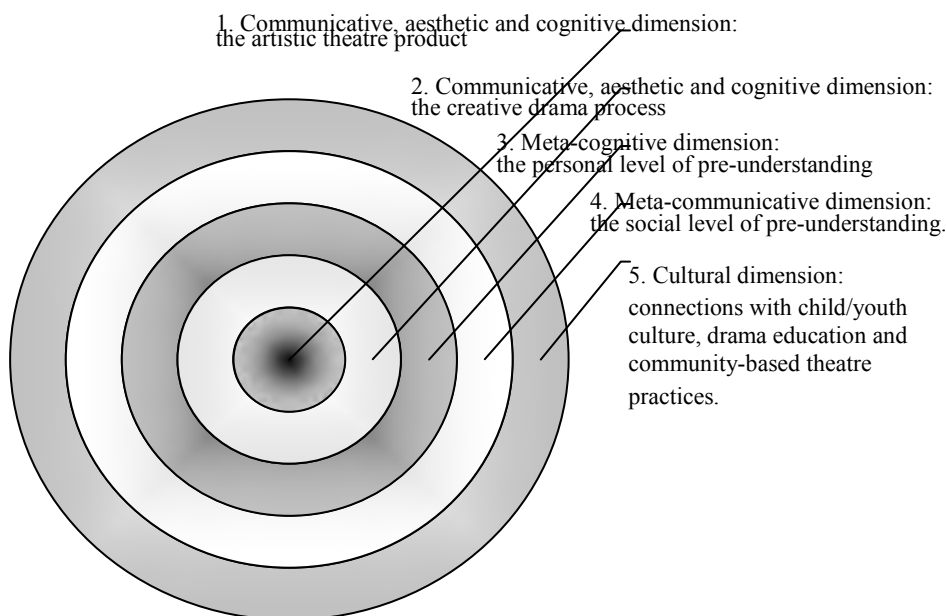 1. Communicative, aesthetic and cognitive dimension:
the artistic theatre product
2. Communicative, aesthetic and cognitive dimension:
the creative drama process
3. Meta-cognitive dimension:
the personal level of pre-understanding
4. Meta-communicative dimension:
the social level of pre-understanding.
5. Cultural dimension:
connections with child/youth
culture, drama education and
community-based theatre
practices.